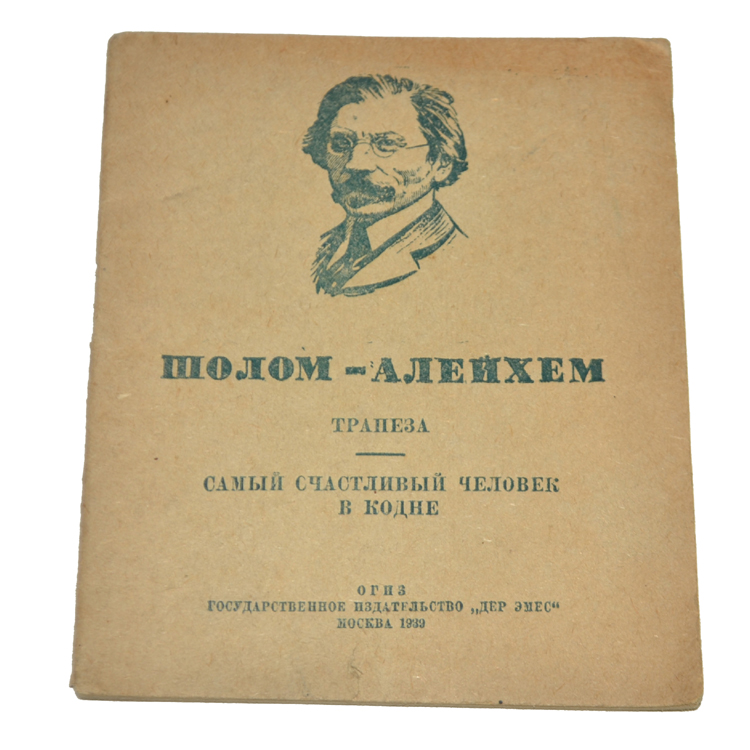 ШОЛОМ-АЛЕЙХЕМ
ТРАПЕЗА
САМЫЙ СЧАСТЛИВЫЙ ЧЕЛОВЕК
В КОДНЕ
ОГИЗ
ГОСУДАРСТВЕННОЕ ИЗДАТЕЛЬСТВО „ДЕР ЭМЕС“
МОСКВА 1939